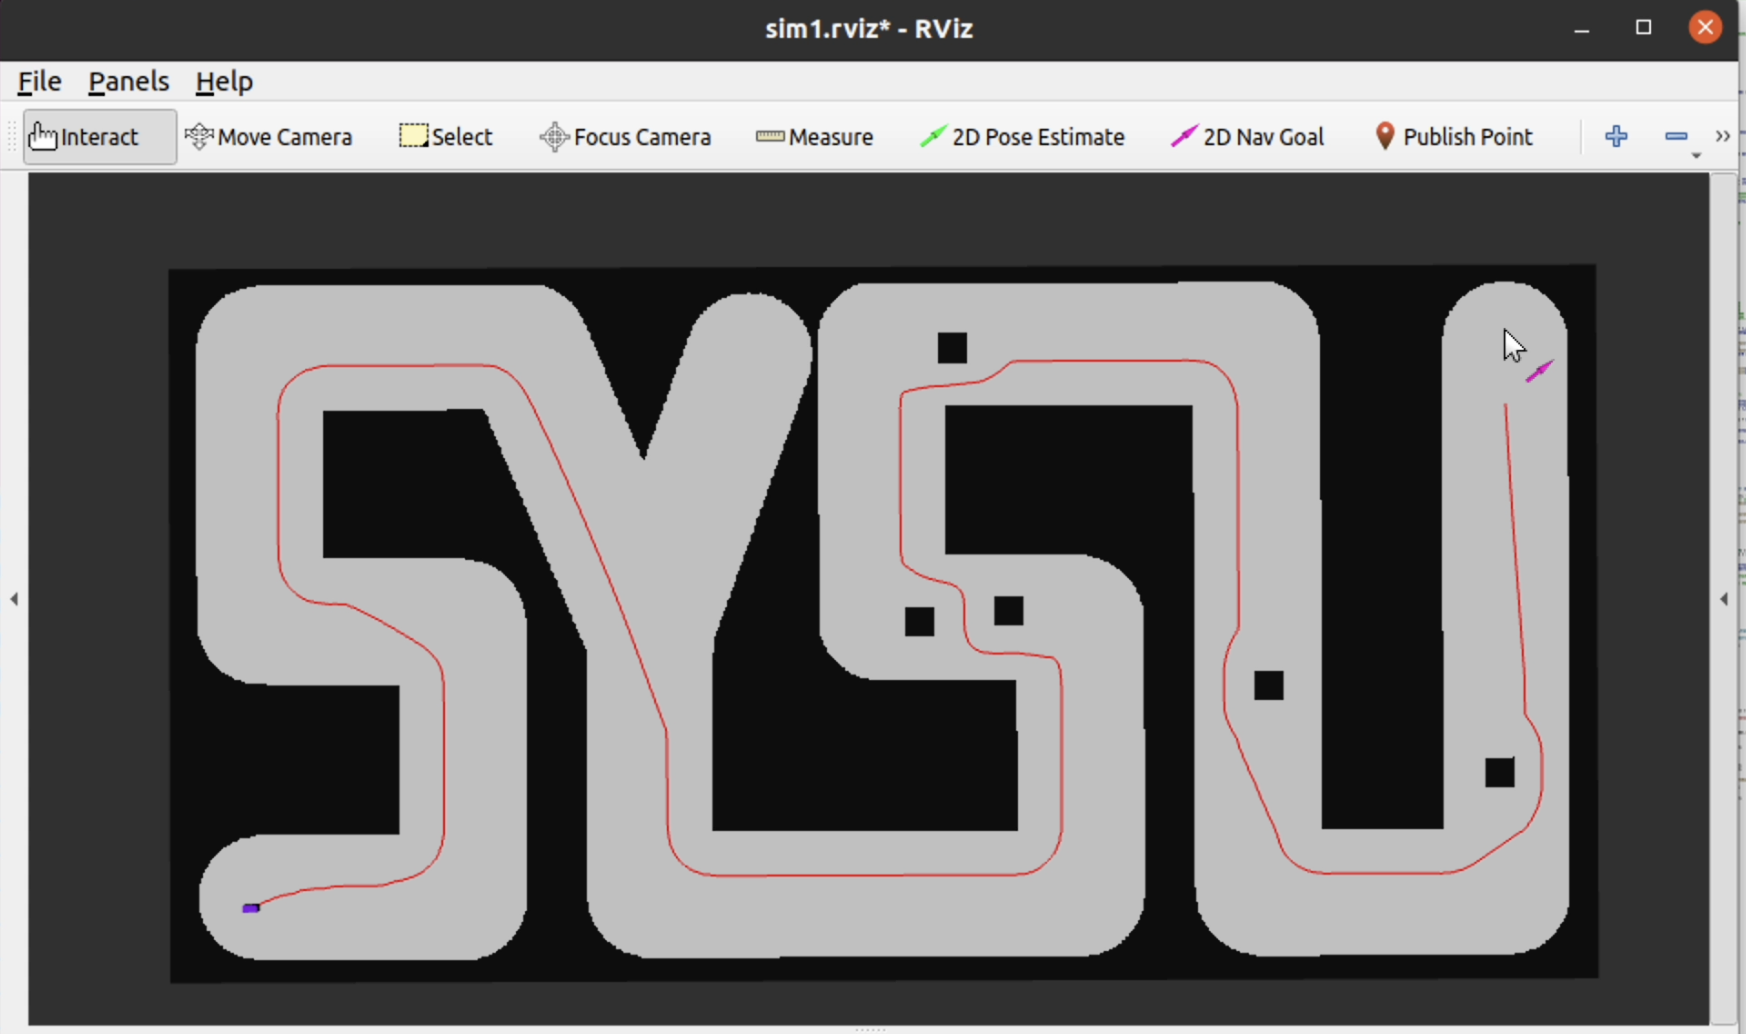 sim1.rviz* - RViz
File Panels Help
Interact Move Camera Select Focus Camera Measure 2D Pose Estimate 2D Nav Goal Publish Point
SYSU